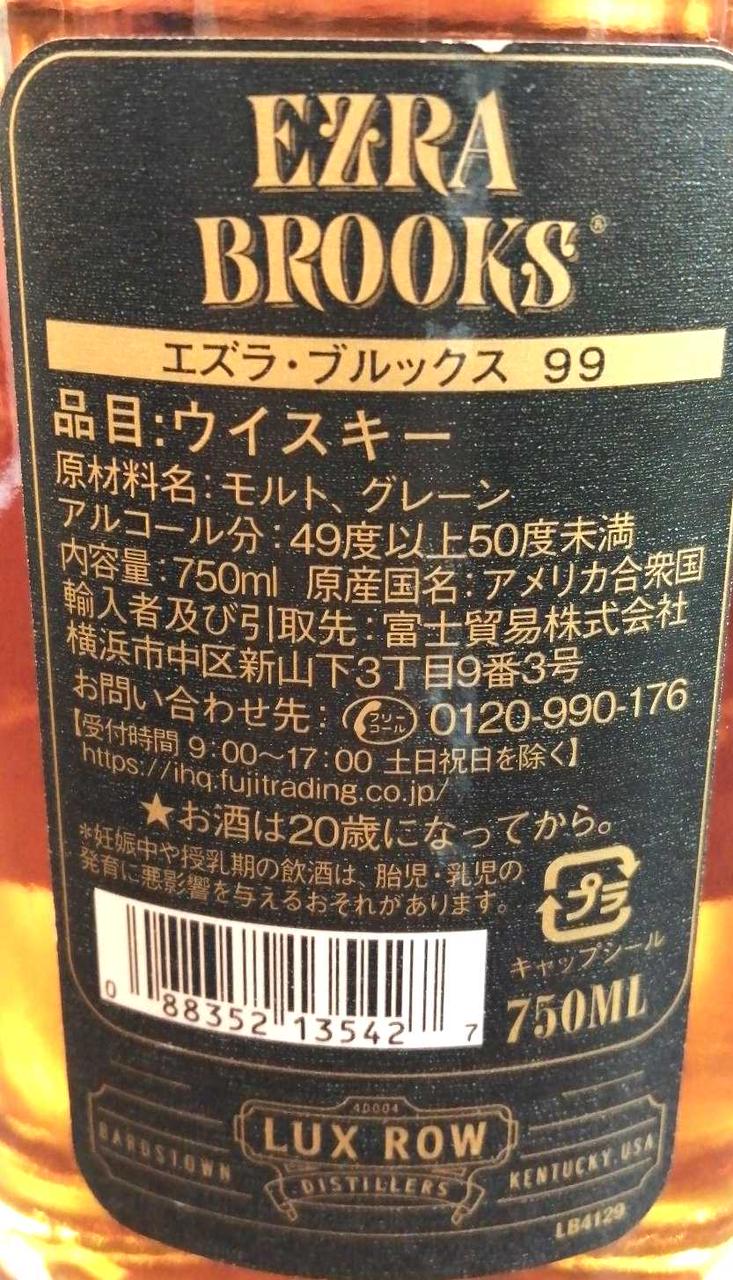 EZRA
BROOKS®
エズラ・ブルックス 99
品目:ウイスキー
原材料名:モルト、グレーン
アルコール分:49度以上50度未満
内容量:750ml 原産国名:アメリカ合衆国
輸入者及び引取先:富士貿易株式会社
横浜市中区新山下3丁目9番3号
お問い合わせ先: フリーコール 0120-990-176
【受付時間 9:00〜17:00 土日祝日を除く】
https://ihq.fujitrading.co.jp/
★お酒は20歳になってから。
*妊娠中や授乳期の飲酒は、胎児・乳児の
発育に悪影響を与えるおそれがあります。
プラ
キャップシール
0 88352 13542 7
750ML
40004
BARDSTOWN LUX ROW KENTUCKY, USA
DISTILLERS
LB4129